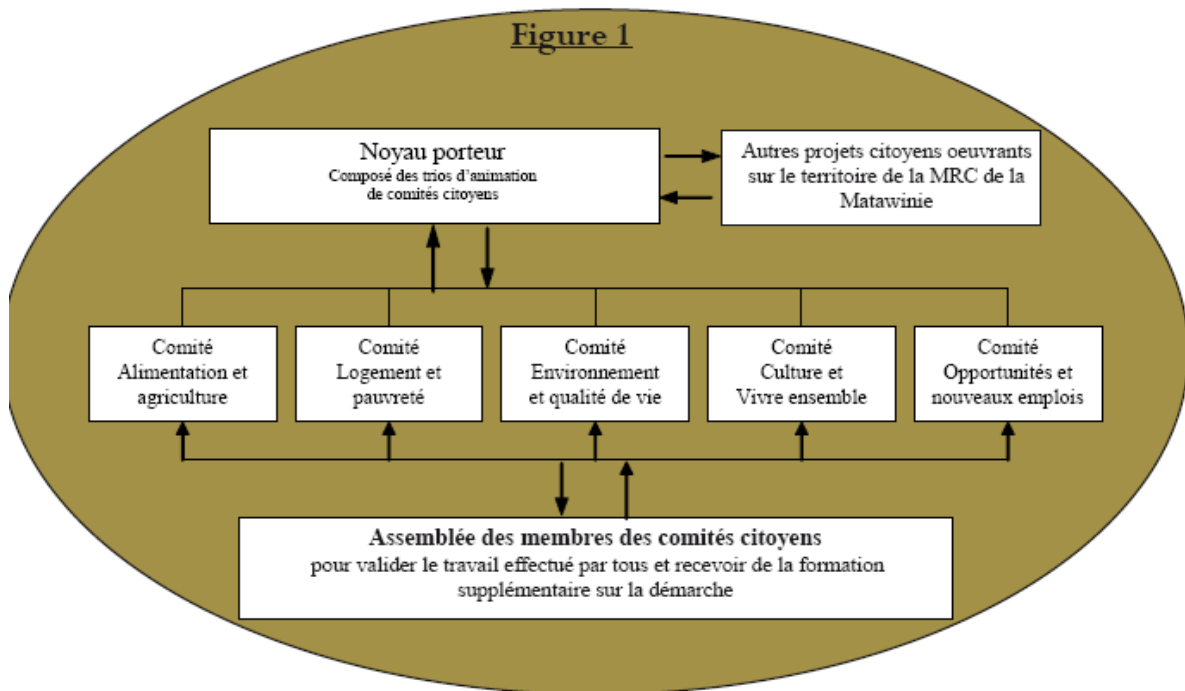 Figure 1
Noyau porteur
Composé des trios d'animation
de comités citoyens
Autres projets citoyens oeuvrants
sur le territoire de la MRC de la
Matawinie
Comité
Alimentation et
agriculture
Comité
Logement et
pauvreté
Comité
Environnement
et qualité de vie
Comité
Culture et
Vivre ensemble
Comité
Opportunités et
nouveaux emplois
Assemblée des membres des comités citoyens
pour valider le travail effectué par tous et recevoir de la formation
supplémentaire sur la démarche